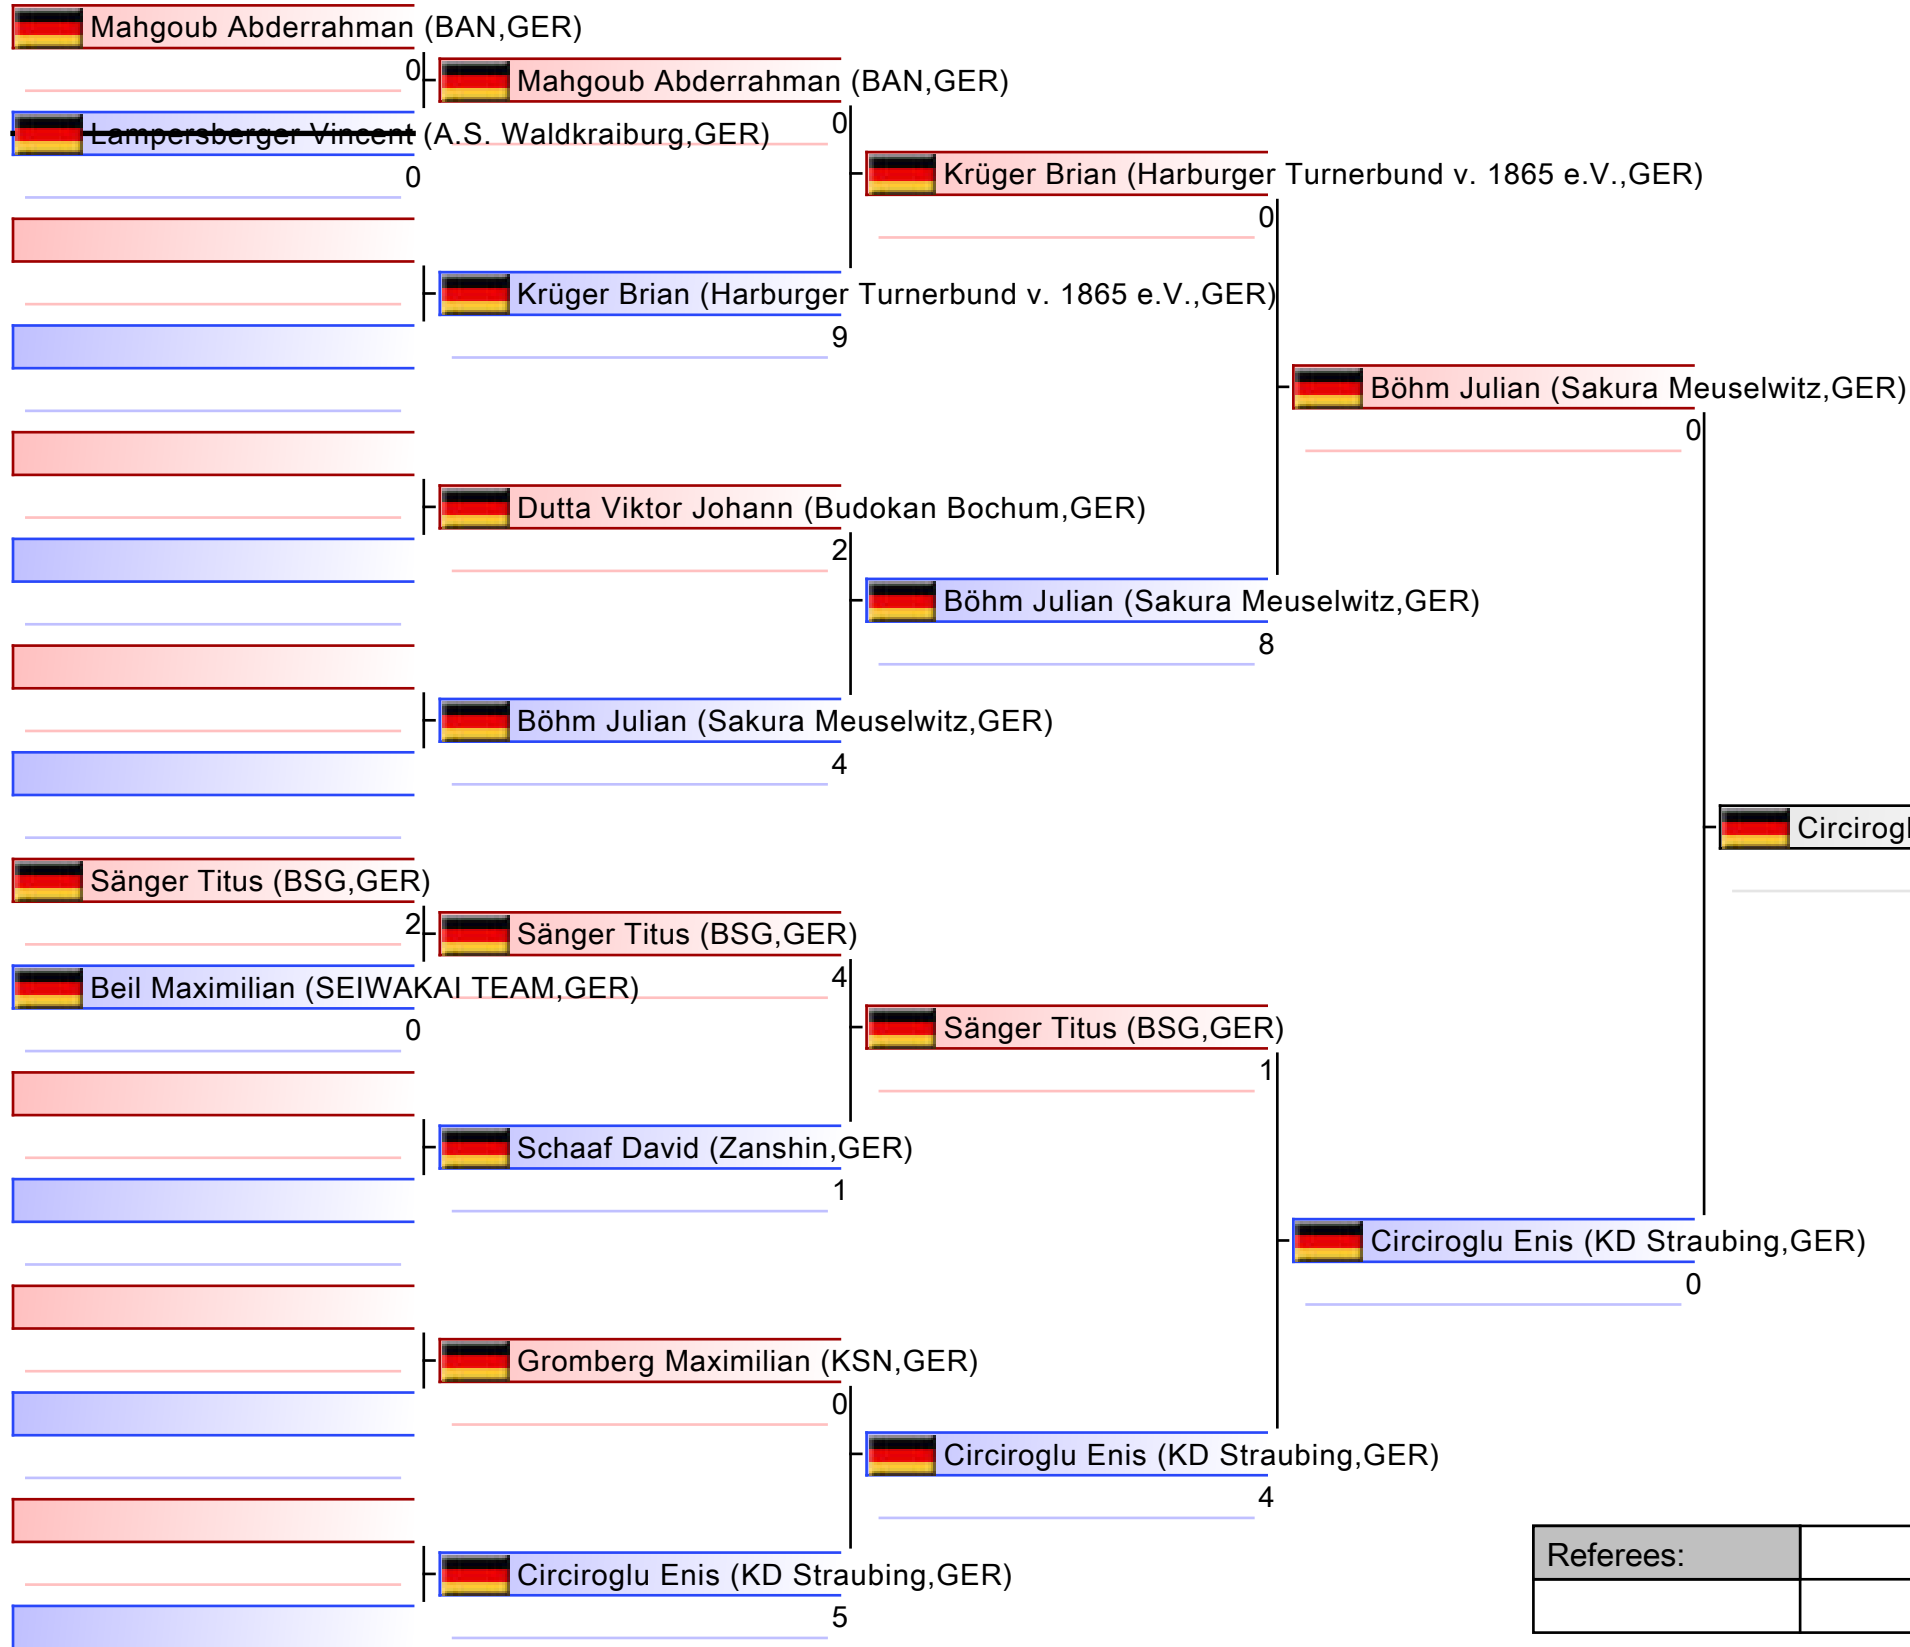 Mahgoub Abderrahman (BAN,GER)
0
Mahgoub Abderrahman (BAN,GER)
0
Lampersberger Vincent (A.S. Waldkraiburg,GER)
0
Krüger Brian (Harburger Turnerbund v. 1865 e.V.,GER)
0
Krüger Brian (Harburger Turnerbund v. 1865 e.V.,GER)
9
Böhm Julian (Sakura Meuselwitz,GER)
0
Dutta Viktor Johann (Budokan Bochum,GER)
2
Böhm Julian (Sakura Meuselwitz,GER)
8
Böhm Julian (Sakura Meuselwitz,GER)
4
Sänger Titus (BSG,GER)
2
Sänger Titus (BSG,GER)
4
Beil Maximilian (SEIWAKAI TEAM,GER)
0
Sänger Titus (BSG,GER)
1
Schaaf David (Zanshin,GER)
1
Circiroglu Enis (KD Straubing,GER)
0
Gromberg Maximilian (KSN,GER)
0
Circiroglu Enis (KD Straubing,GER)
4
Circiroglu Enis (KD Straubing,GER)
5
Referees: